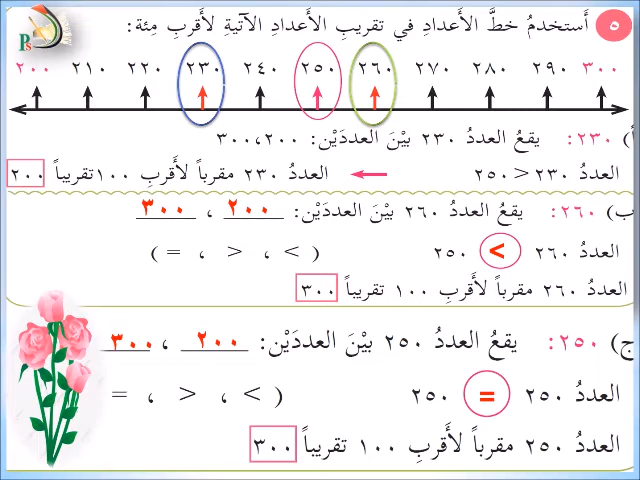 ٥ أَستخدمُ خطَّ الأَعدادِ في تقريبِ الأَعدادِ الآتيةِ لأَقربِ مِئة:
٢٠٠ ٢١٠ ٢٢٠ ٢٣٠ ٢٤٠ ٢٥٠ ٢٦٠ ٢٧٠ ٢٨٠ ٢٩٠ ٣٠٠
أ) ٢٣٠: يقعُ العددُ ٢٣٠ بيْنَ العددَيْن: ٢٠٠،٣٠٠
العددُ ٢٣٠ > ٢٥٠ العددُ ٢٣٠ مقرباً لأَقربِ ١٠٠ تقريباً ٢٠٠
ب) ٢٦٠: يقعُ العددُ ٢٦٠ بيْنَ العددَيْن: ٢٠٠ ، ٣٠٠
العددُ ٢٦٠ < ٢٥٠ ( < ، > ، = )
العددُ ٢٦٠ مقرباً لأَقربِ ١٠٠ تقريباً ٣٠٠
ج) ٢٥٠: يقعُ العددُ ٢٥٠ بيْنَ العددَيْن: ٢٠٠ ، ٣٠٠
العددُ ٢٥٠ = ٢٥٠ ( < ، > ، =
العددُ ٢٥٠ مقرباً لأَقربِ ١٠٠ تقريباً ٣٠٠